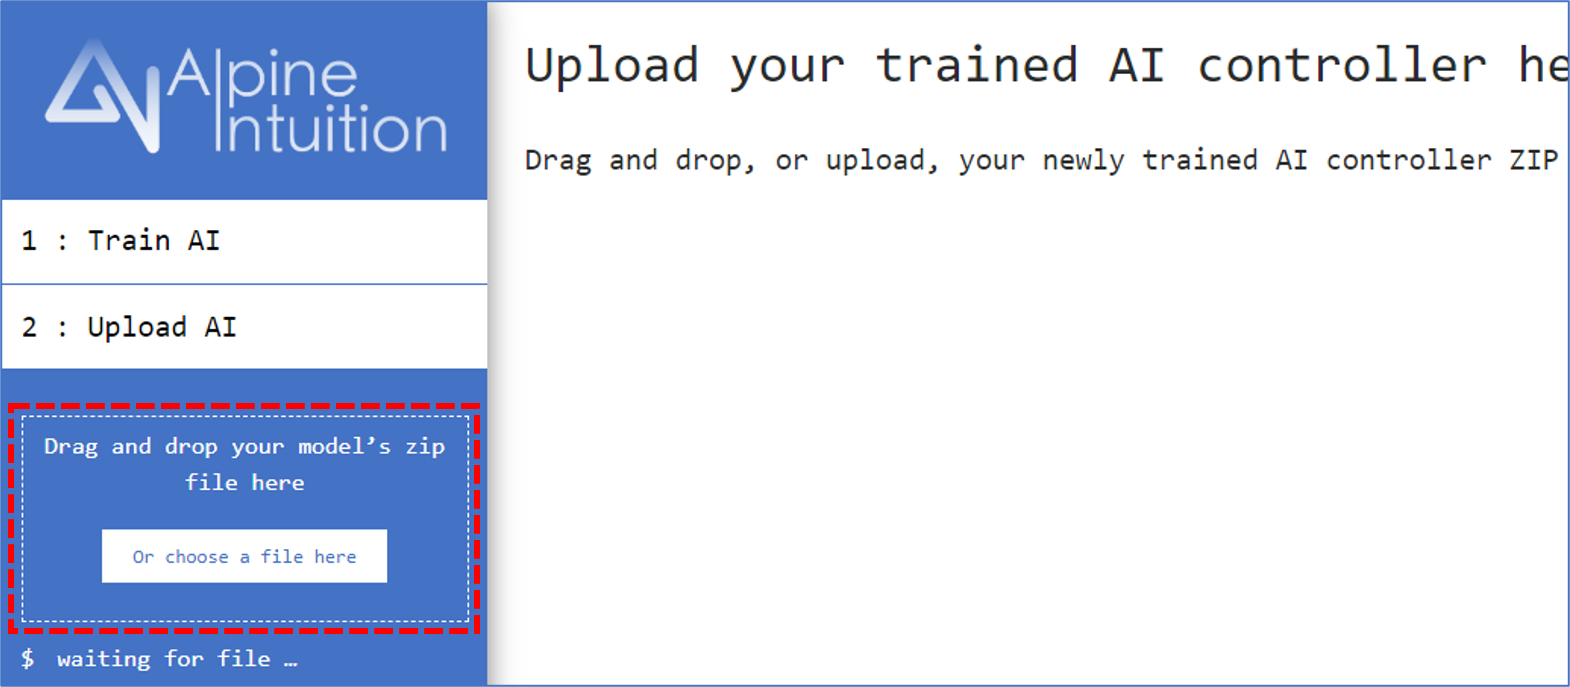 Alpine
Intuition
1 : Train AI
2 : Upload AI
Drag and drop your model’s zip
file here
Or choose a file here
$ waiting for file …
Upload your trained AI controller he
Drag and drop, or upload, your newly trained AI controller ZIP